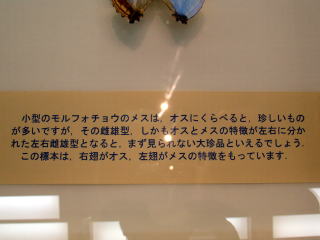 小型のモルフォチョウのメスは，オスにくらべると，珍しいもの
が多いですが，その雌雄型，しかもオスとメスの特徴が左右に分か
れた左右雌雄型となると，まず見られない大珍品といえるでしょう．
この標本は，右翅がオス，左翅がメスの特徴をもっています．